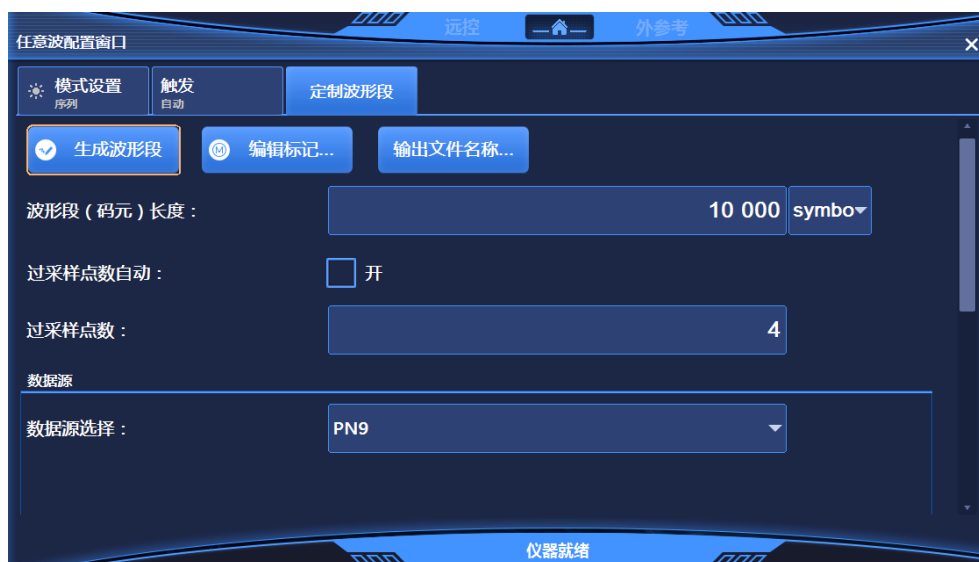 远控
外参考
任意波配置窗口
模式设置
序列
触发
自动
定制波形段
生成波形段
编辑标记...
输出文件名称...
波形段（码元）长度：
10 000
symbo
过采样点数自动：
开
过采样点数：
4
数据源
数据源选择：
PN9
仪器就绪